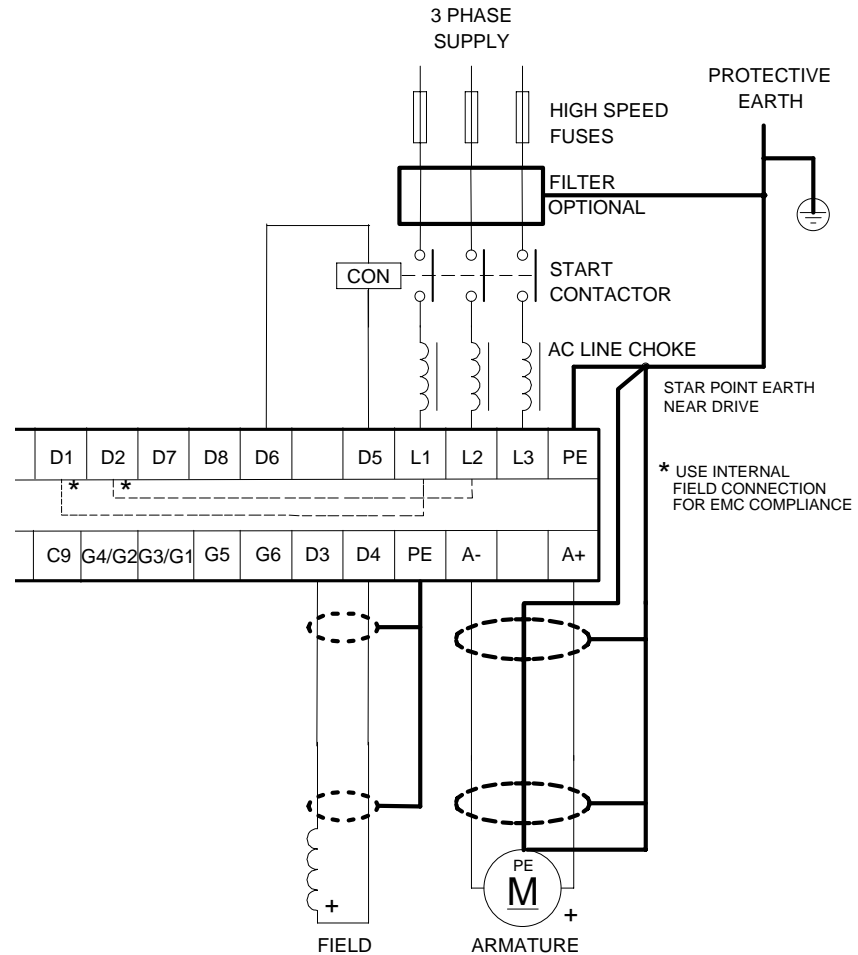 3 PHASE
SUPPLY
PROTECTIVE
EARTH
HIGH SPEED
FUSES
FILTER
OPTIONAL
CON
START
CONTACTOR
AC LINE CHOKE
STAR POINT EARTH
NEAR DRIVE
D1 D2 D7 D8 D6 D5 L1 L2 L3 PE
* *
* USE INTERNAL
FIELD CONNECTION
FOR EMC COMPLIANCE
C9 G4/G2 G3/G1 G5 G6 D3 D4 PE A- A+
PE
M
+ +
FIELD ARMATURE